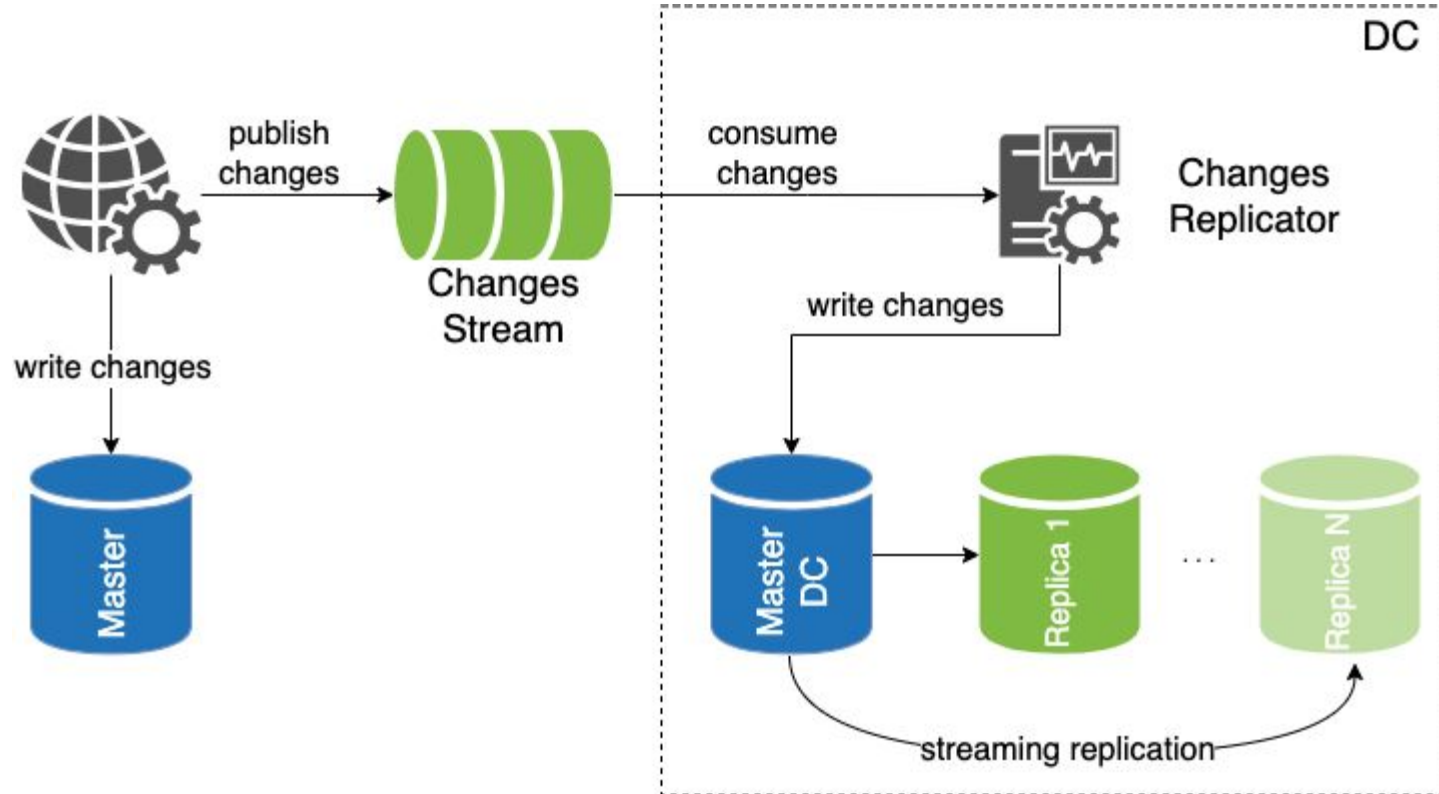 DC
publish
changes
consume
changes
Changes
Replicator
Changes
Stream
write changes
write changes
Master
Master
DC
Replica 1
. . .
Replica N
streaming replication